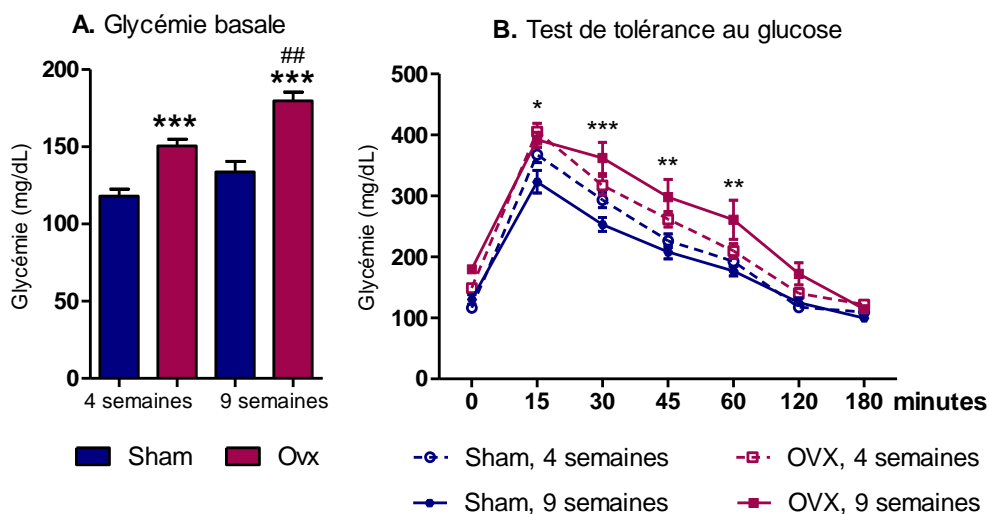 A. Glycémie basale
Glycémie (mg/dL)
200
150
100
50
0
***
##
***
4 semaines
9 semaines
Sham
Ovx
B. Test de tolérance au glucose
Glycémie (mg/dL)
500
400
300
200
100
0
*
***
**
**
0 15 30 45 60 120 180 minutes
Sham, 4 semaines
OVX, 4 semaines
Sham, 9 semaines
OVX, 9 semaines